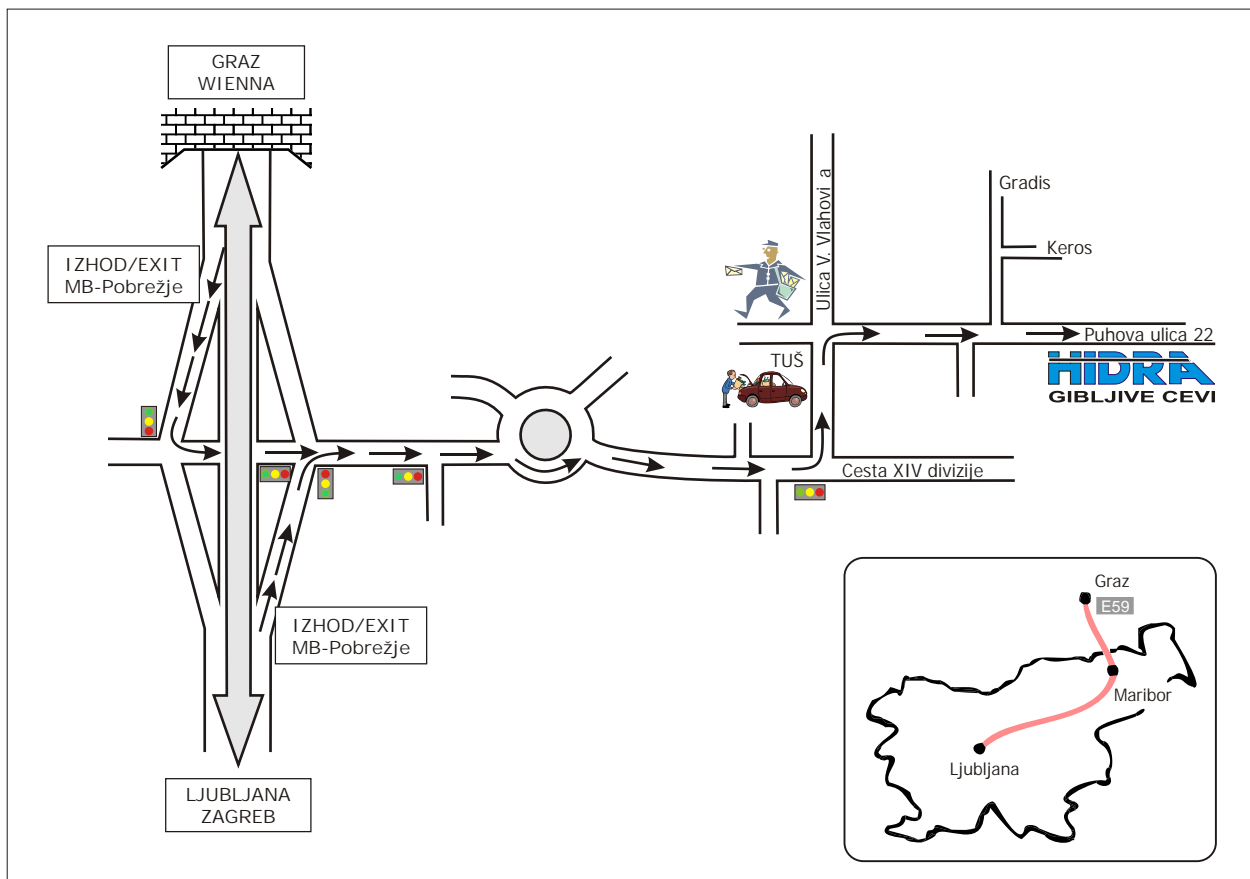 GRAZ
WIENNA
IZHOD/EXIT
MB-Pobrežje
Ulica V. Vlahovi a
Gradis
Keros
Puhova ulica 22
TUŠ
HIDRA
GIBLJIVE CEVI
Cesta XIV divizije
IZHOD/EXIT
MB-Pobrežje
LJUBLJANA
ZAGREB
Graz
E59
Maribor
Ljubljana